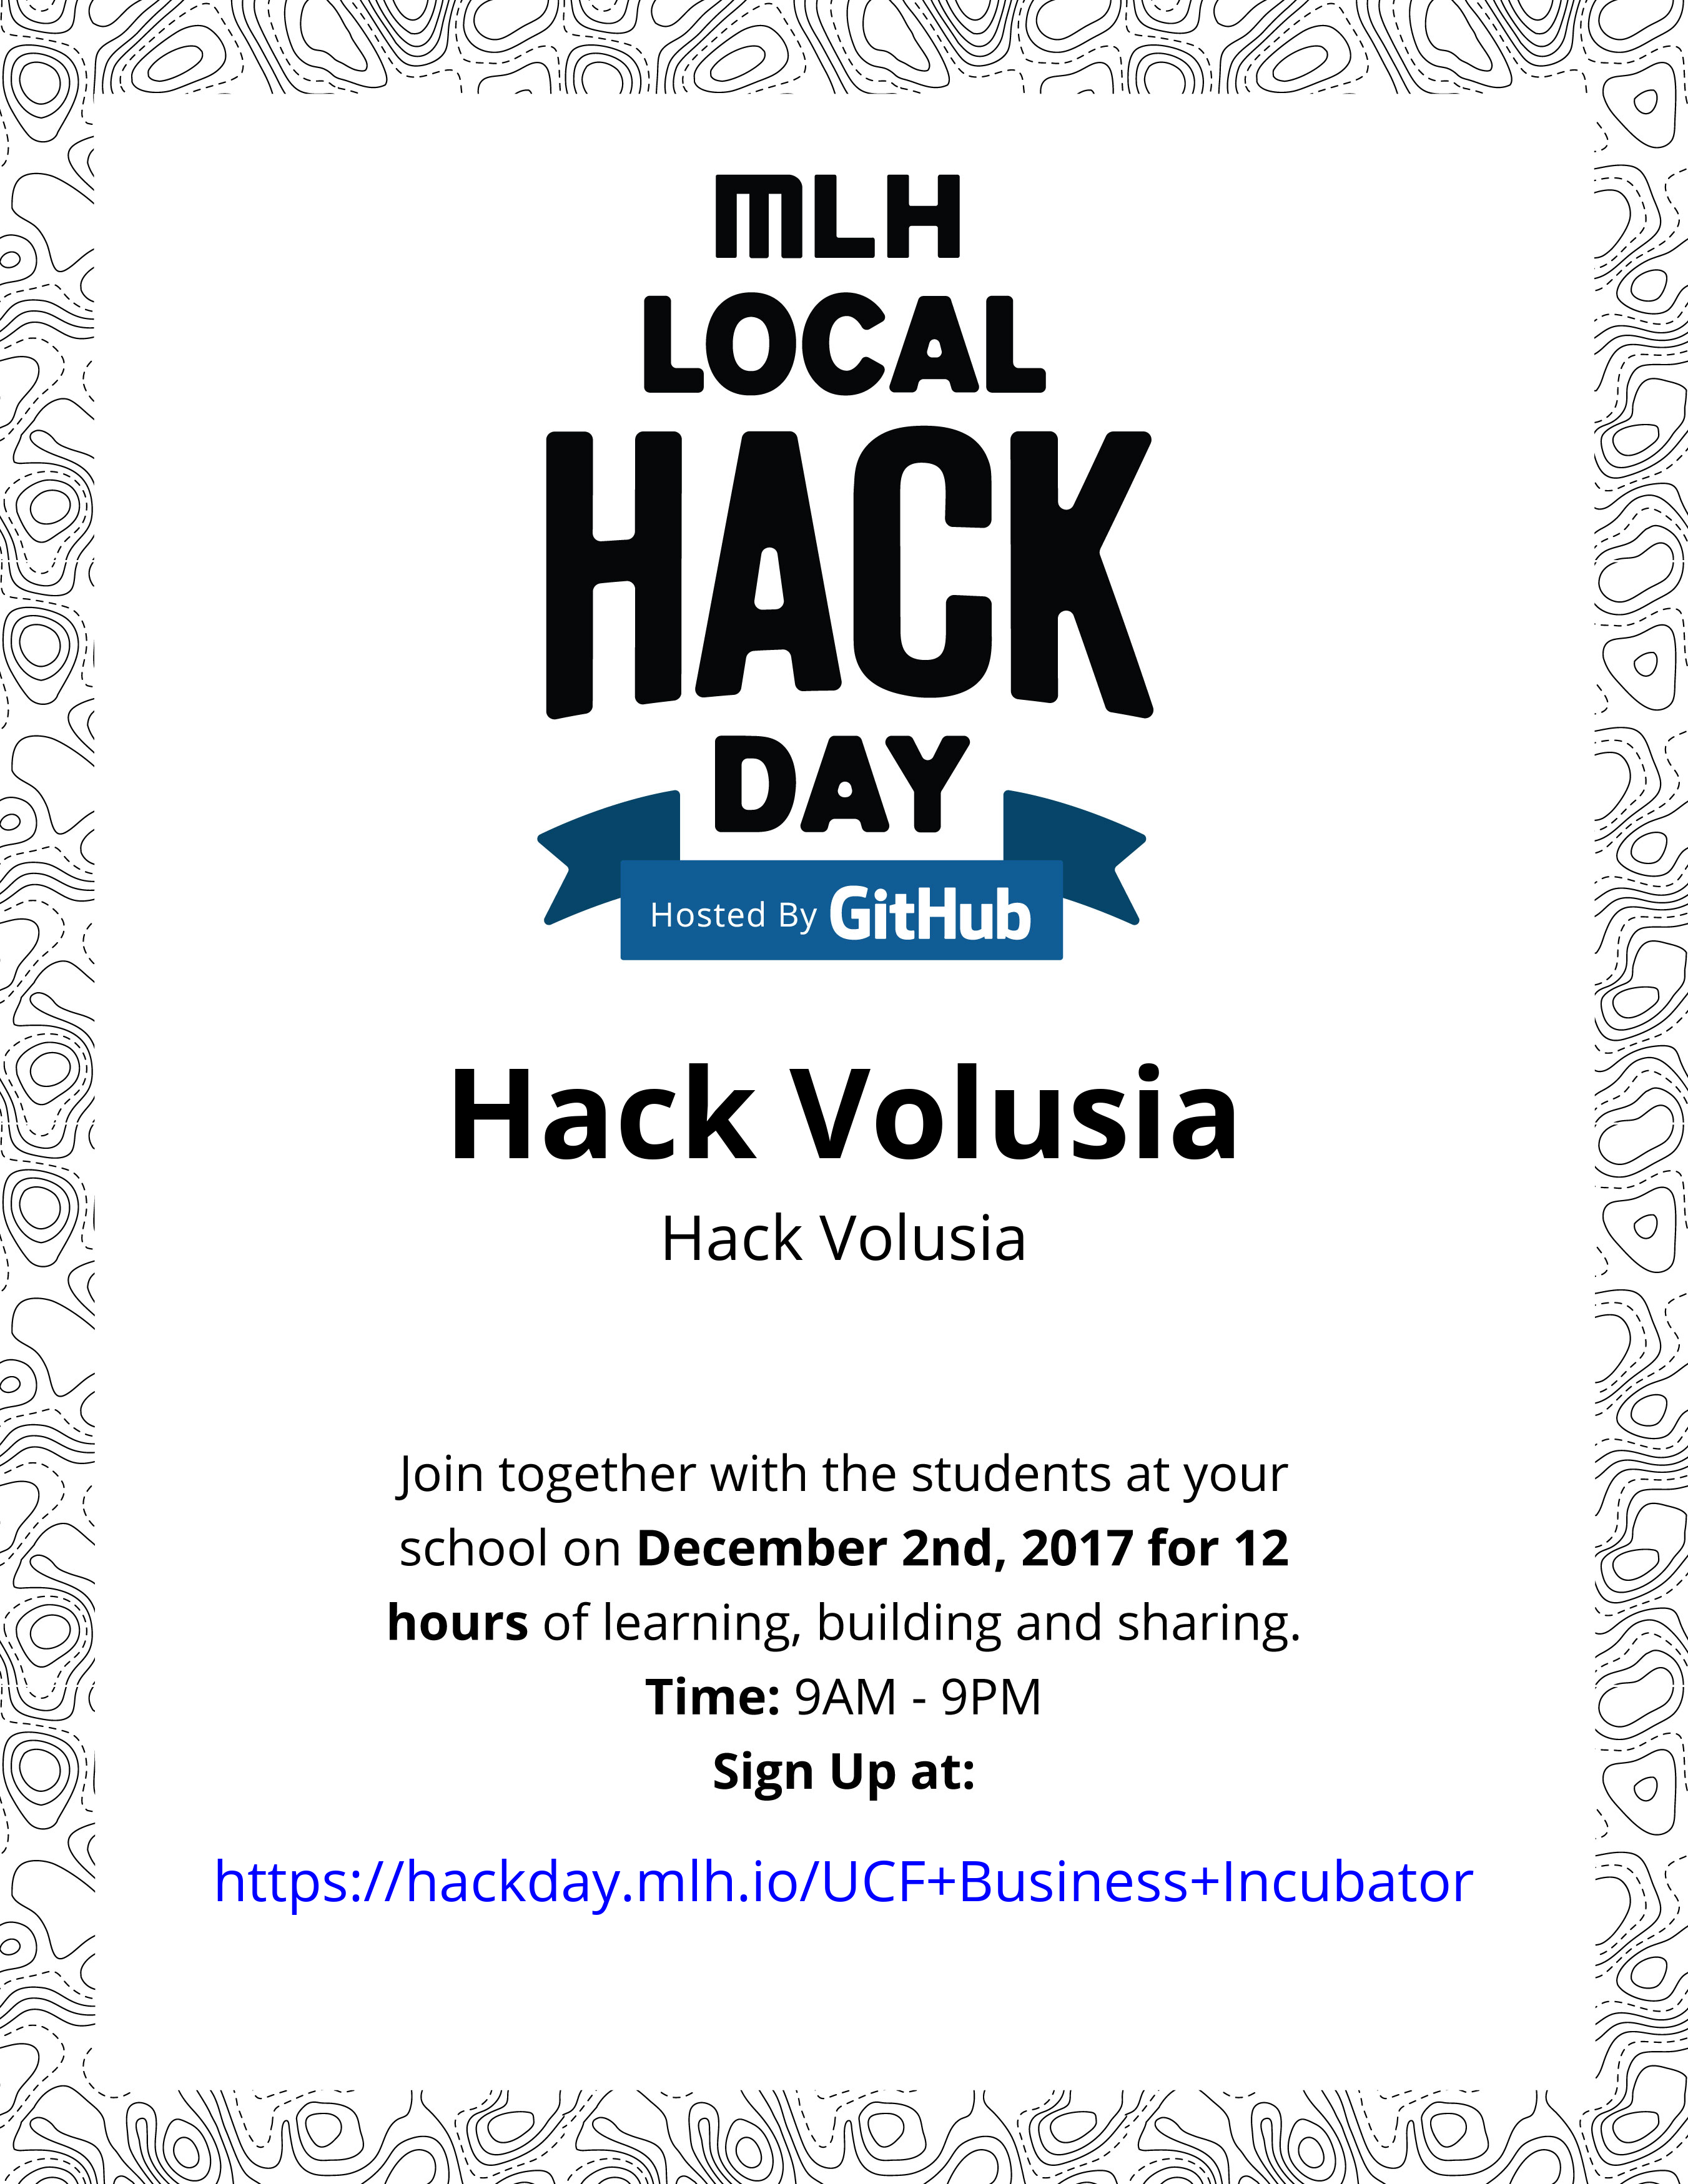 MLH
LOCAL
HACK
DAY
Hosted By GitHub
Hack Volusia
Hack Volusia
Join together with the students at your
school on December 2nd, 2017 for 12
hours of learning, building and sharing.
Time: 9AM - 9PM
Sign Up at:
https://hackday.mlh.io/UCF+Business+Incubator